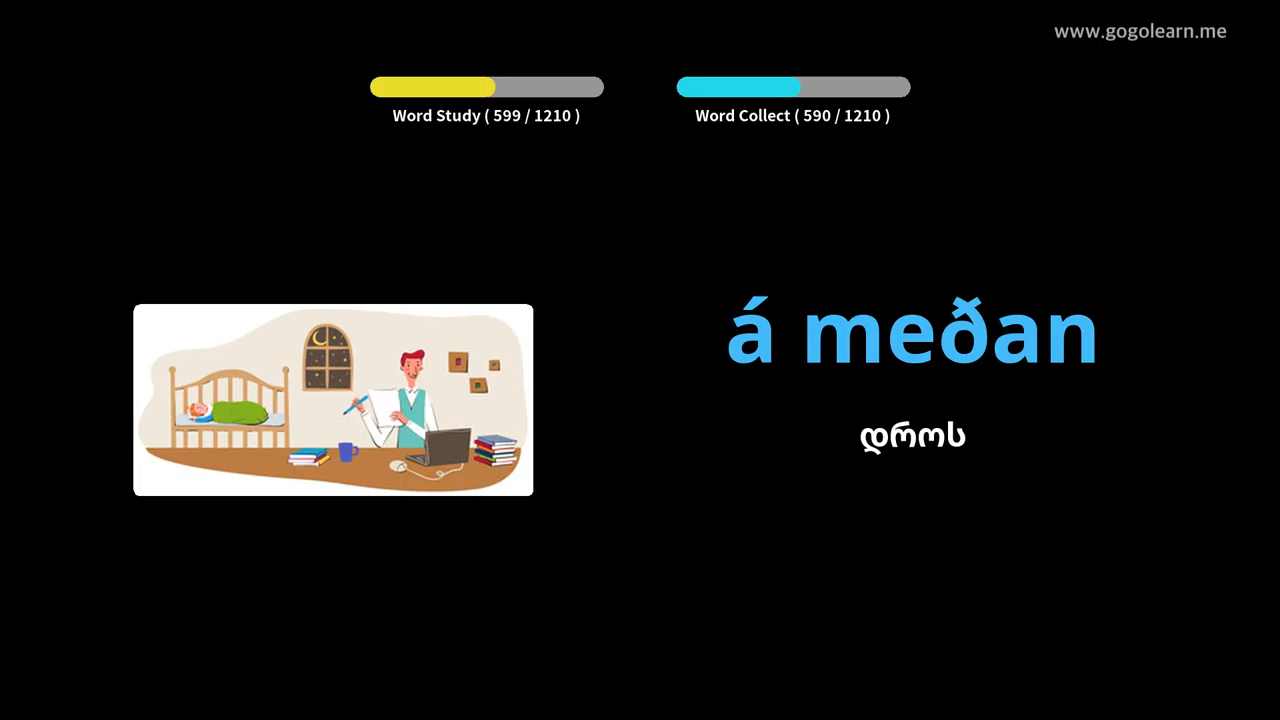 www.gogolearn.me
Word Study ( 599 / 1210 )
Word Collect ( 590 / 1210 )
á meðan
დროს